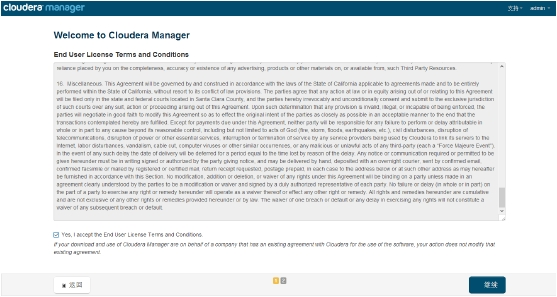 cloudera manager
支持 admin
Welcome to Cloudera Manager
End User License Terms and Conditions
reliance placed by you on the completeness, accuracy or existence of any advertising, products or other materials on, or available from, such Third Party Resources.
15. Miscellaneous. This Agreement will be governed by and construed in accordance with the laws of the State of California applicable to agreements made and to be entirely
performed within the State of California, without resort to its conflict of law provisions. The parties agree that any action at law or in equity arising out of or relating to this Agreement
will be filed only in the state and federal courts located in Santa Clara County, and the parties hereby irrevocably and unconditionally consent and submit to the exclusive jurisdiction
of such courts over any suit, action or proceeding arising out of this Agreement. Upon such determination that any provision is invalid, illegal, or incapable of being enforced, the
parties will negotiate in good faith to modify this Agreement so as to effect the original intent of the parties as closely as possible in an acceptable manner to the end that the
transactions contemplated hereby are fulfilled. Except for payments due under this Agreement, neither party will be responsible for any failure to perform or delay attributable in
whole or in part to any cause beyond its reasonable control, including but not limited to acts of God (fire, storm, floods, earthquakes, etc.), civil disturbances, disruption of
telecommunications, disruption of power or other essential services, interruption or termination of service by any service providers being used by Cloudera to link its servers to the
Internet, labor disturbances, vandalism, cable cut, computer viruses or other similar occurrences, or any malicious or unlawful acts of any third-party (each a "Force Majeure Event").
In the event of any such delay the date of delivery will be deferred for a period equal to the time lost by reason of the delay. Any notice or communication required or permitted to be
given hereunder must be in writing signed or authorized by the party giving notice, and may be delivered by hand, deposited with an overnight courier, sent by confirmed email,
confirmed facsimile or mailed by registered or certified mail, return receipt requested, postage prepaid, in each case to the address below or at such other address as may hereafter
be furnished in accordance with this Section. No modification, addition or deletion, or waiver of any rights under this Agreement will be binding on a party unless made in an
agreement clearly understood by the parties to be a modification or waiver and signed by a duly authorized representative of each party. No failure or delay (in whole or in part) on
the part of a party to exercise any right or remedy hereunder will operate as a waiver thereof or effect any other right or remedy. All rights and remedies hereunder are cumulative
and are not exclusive of any other rights or remedies provided hereunder or by law. The waiver of one breach or default or any delay in exercising any rights will not constitute a
waiver of any subsequent breach or default.
Yes, I accept the End User License Terms and Conditions.
If your download and use of Cloudera Manager are on behalf of a company that has an existing agreement with Cloudera for the use of the software, your action does not modify that
existing agreement.
返回
1 2
继续